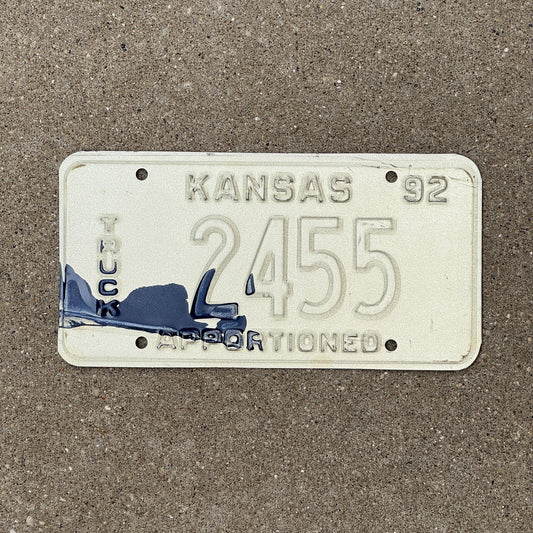 KANSAS 92
TRUCK
2455
APPORTIONED